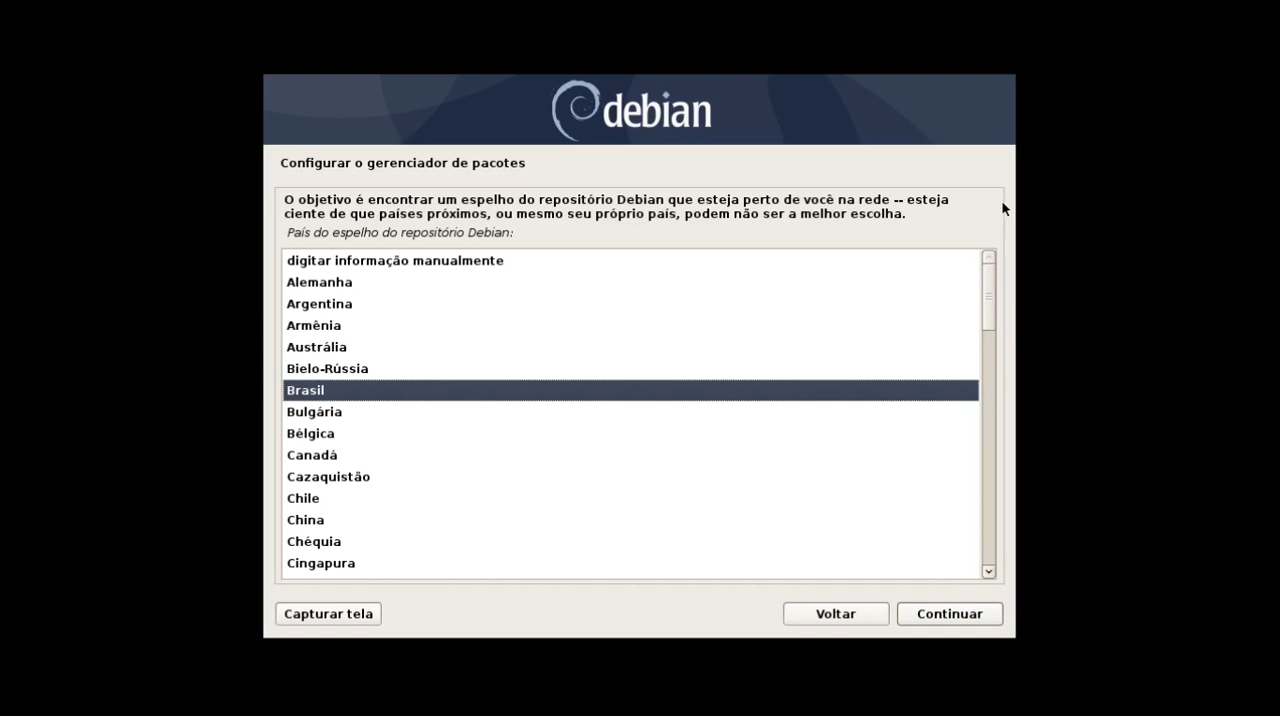 debian
Configurar o gerenciador de pacotes
O objetivo é encontrar um espelho do repositório Debian que esteja perto de você na rede -- esteja
ciente de que países próximos, ou mesmo seu próprio país, podem não ser a melhor escolha.
País do espelho do repositório Debian:
digitar informação manualmente
Alemanha
Argentina
Armênia
Austrália
Bielo-Rússia
Brasil
Bulgária
Bélgica
Canadá
Cazaquistão
Chile
China
Chéquia
Cingapura
Capturar tela
Voltar
Continuar